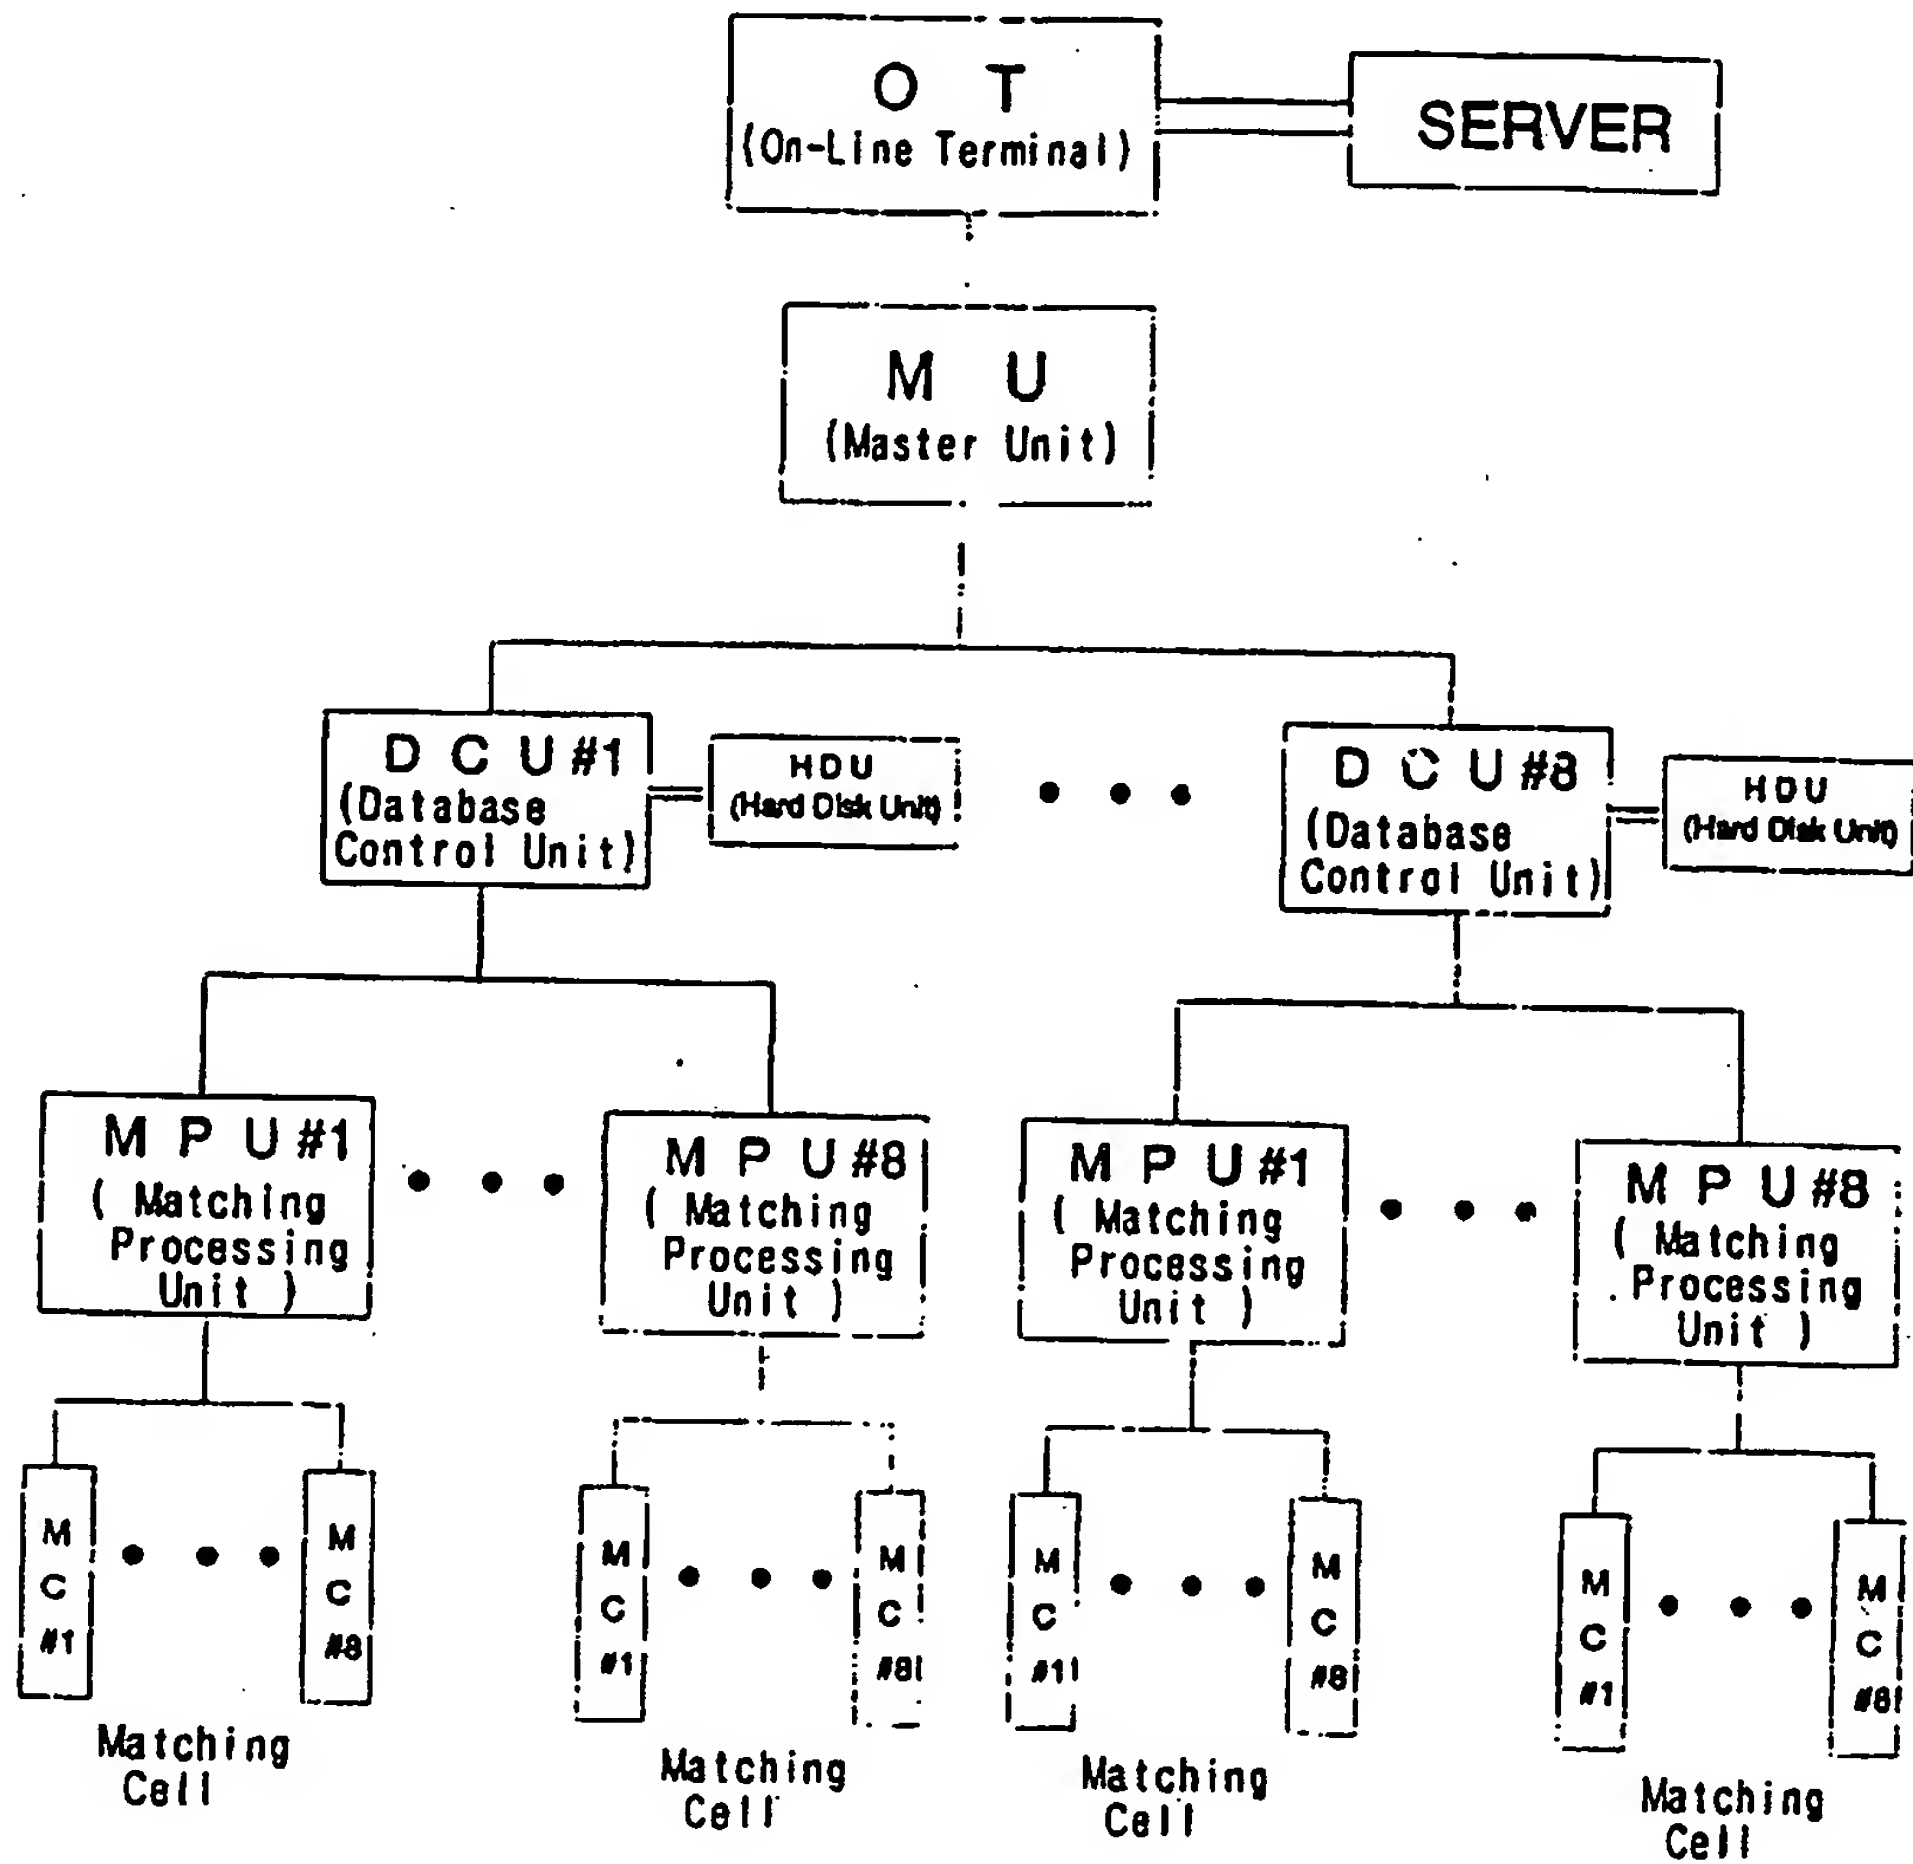 O T
(On-Line Terminal)
SERVER
M U
(Master Unit)
D C U #1
(Database
Control Unit)
HDU
(Hard Disk Unit)
D C U #8
(Database
Control Unit)
HDU
(Hard Disk Unit)
M P U #1
( Matching
Processing
Unit )
M P U #8
( Matching
Processing
Unit )
M P U #1
( Matching
Processing
Unit )
M P U #8
( Matching
Processing
Unit )
M
C
#1
M
C
#8
M
C
#1
M
C
#8
M
C
#1
M
C
#8
M
C
#1
M
C
#8
Matching
Cell
Matching
Cell
Matching
Cell
Matching
Cell